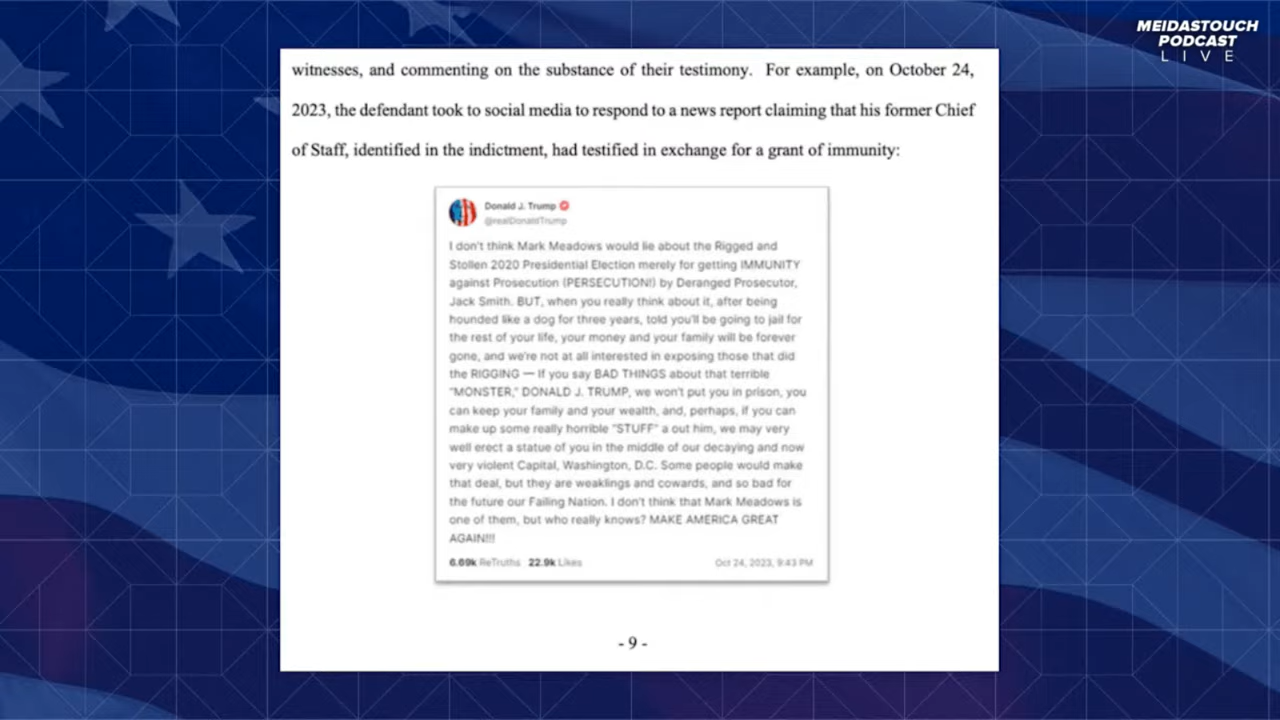 MEIDASTOUCH
PODCAST
LIVE
witnesses, and commenting on the substance of their testimony. For example, on October 24,
2023, the defendant took to social media to respond to a news report claiming that his former Chief
of Staff, identified in the indictment, had testified in exchange for a grant of immunity:
Donald J. Trump
@realDonaldTrump
I don't think Mark Meadows would lie about the Rigged and
Stollen 2020 Presidential Election merely for getting IMMUNITY
against Prosecution (PERSECUTION!) by Deranged Prosecutor,
Jack Smith. BUT, when you really think about it, after being
hounded like a dog for three years, told you'll be going to jail for
the rest of your life, your money and your family will be forever
gone, and we're not at all interested in exposing those that did
the RIGGING — If you say BAD THINGS about that terrible
"MONSTER," DONALD J. TRUMP, we won't put you in prison, you
can keep your family and your wealth, and, perhaps, if you can
make up some really horrible "STUFF" a out him, we may very
well erect a statue of you in the middle of our decaying and now
very violent Capital, Washington, D.C. Some people would make
that deal, but they are weaklings and cowards, and so bad for
the future our Failing Nation. I don't think that Mark Meadows is
one of them, but who really knows? MAKE AMERICA GREAT
AGAIN!!!
6.69k ReTruths 22.9k Likes Oct 24, 2023, 9:43 PM
- 9 -